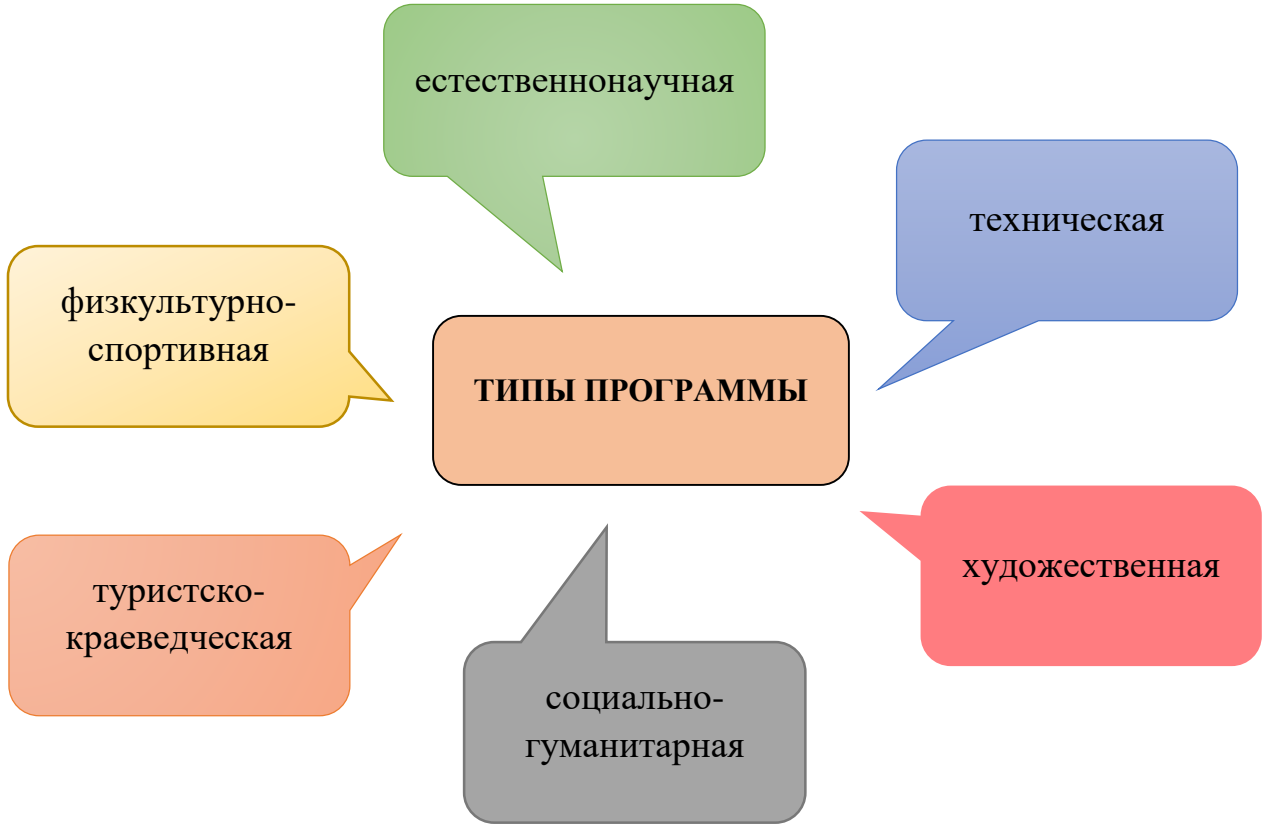 естественнонаучная
техническая
физкультурно-
спортивная
ТИПЫ ПРОГРАММЫ
художественная
туристско-
краеведческая
социально-
гуманитарная